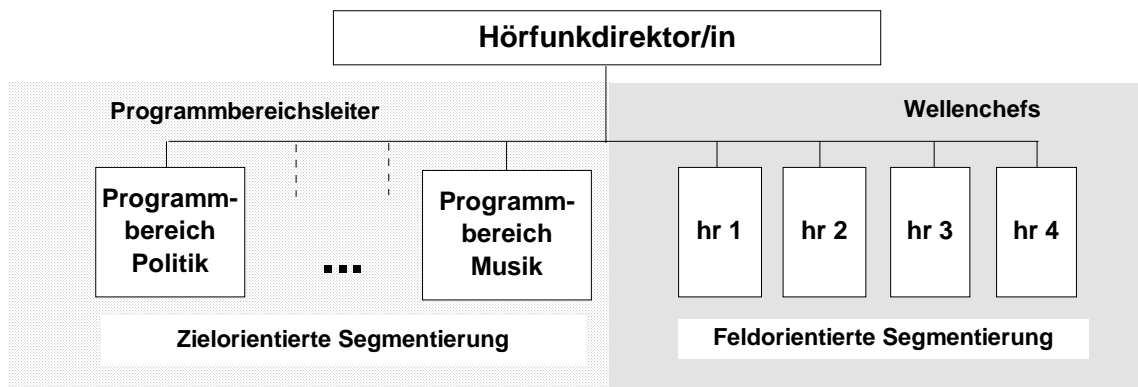 Hörfunkdirektor/in
Programmbereichsleiter
Wellenchefs
Programm-
bereich
Politik
...
Programm-
bereich
Musik
hr 1
hr 2
hr 3
hr 4
Zielorientierte Segmentierung
Feldorientierte Segmentierung